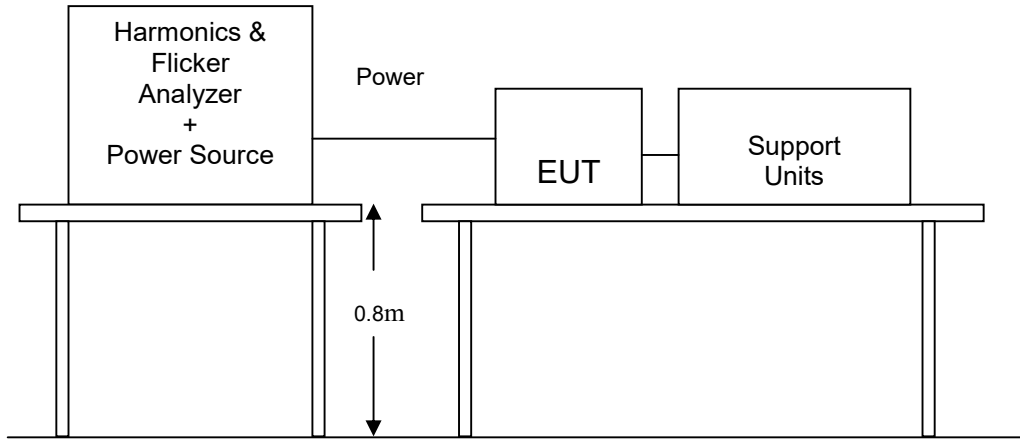 Harmonics &
Flicker
Analyzer
+
Power Source
Power
EUT
Support
Units
0.8m